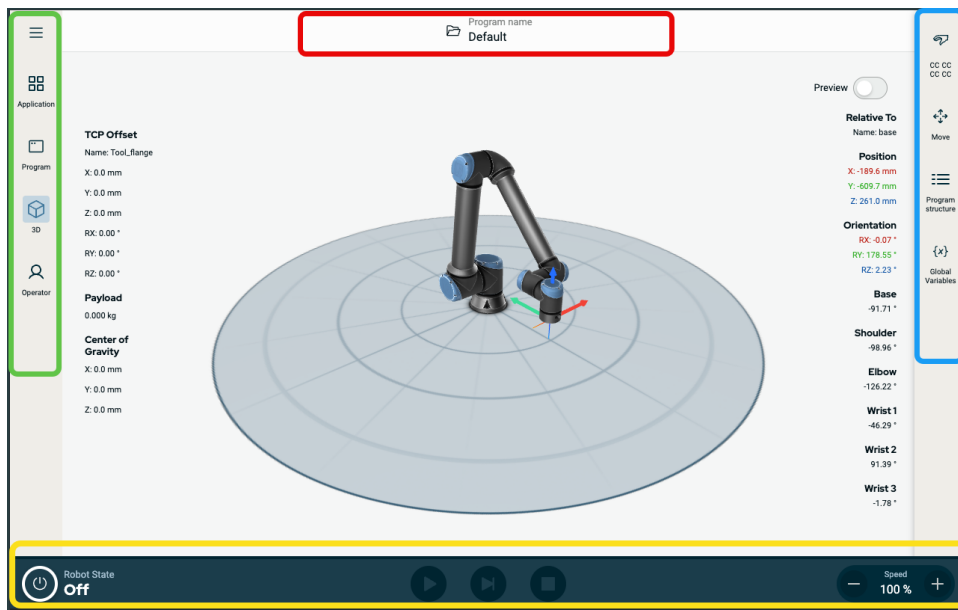 Program name
Default
Application
Program
3D
Operator
TCP Offset
Name: Tool_flange
X: 0.0 mm
Y: 0.0 mm
Z: 0.0 mm
RX: 0.00 °
RY: 0.00 °
RZ: 0.00 °
Payload
0.000 kg
Center of
Gravity
X: 0.0 mm
Y: 0.0 mm
Z: 0.0 mm
Preview
Relative To
Name: base
Position
X: -189.6 mm
Y: -609.7 mm
Z: 261.0 mm
Orientation
RX: -0.07 °
RY: 178.55 °
RZ: 2.23 °
Base
-91.71 °
Shoulder
-98.96 °
Elbow
-126.22 °
Wrist 1
-46.29 °
Wrist 2
91.39 °
Wrist 3
-1.78 °
CC CC
CC CC
Move
Program
structure
{x}
Global
Variables
Robot State
Off
Speed
100 %